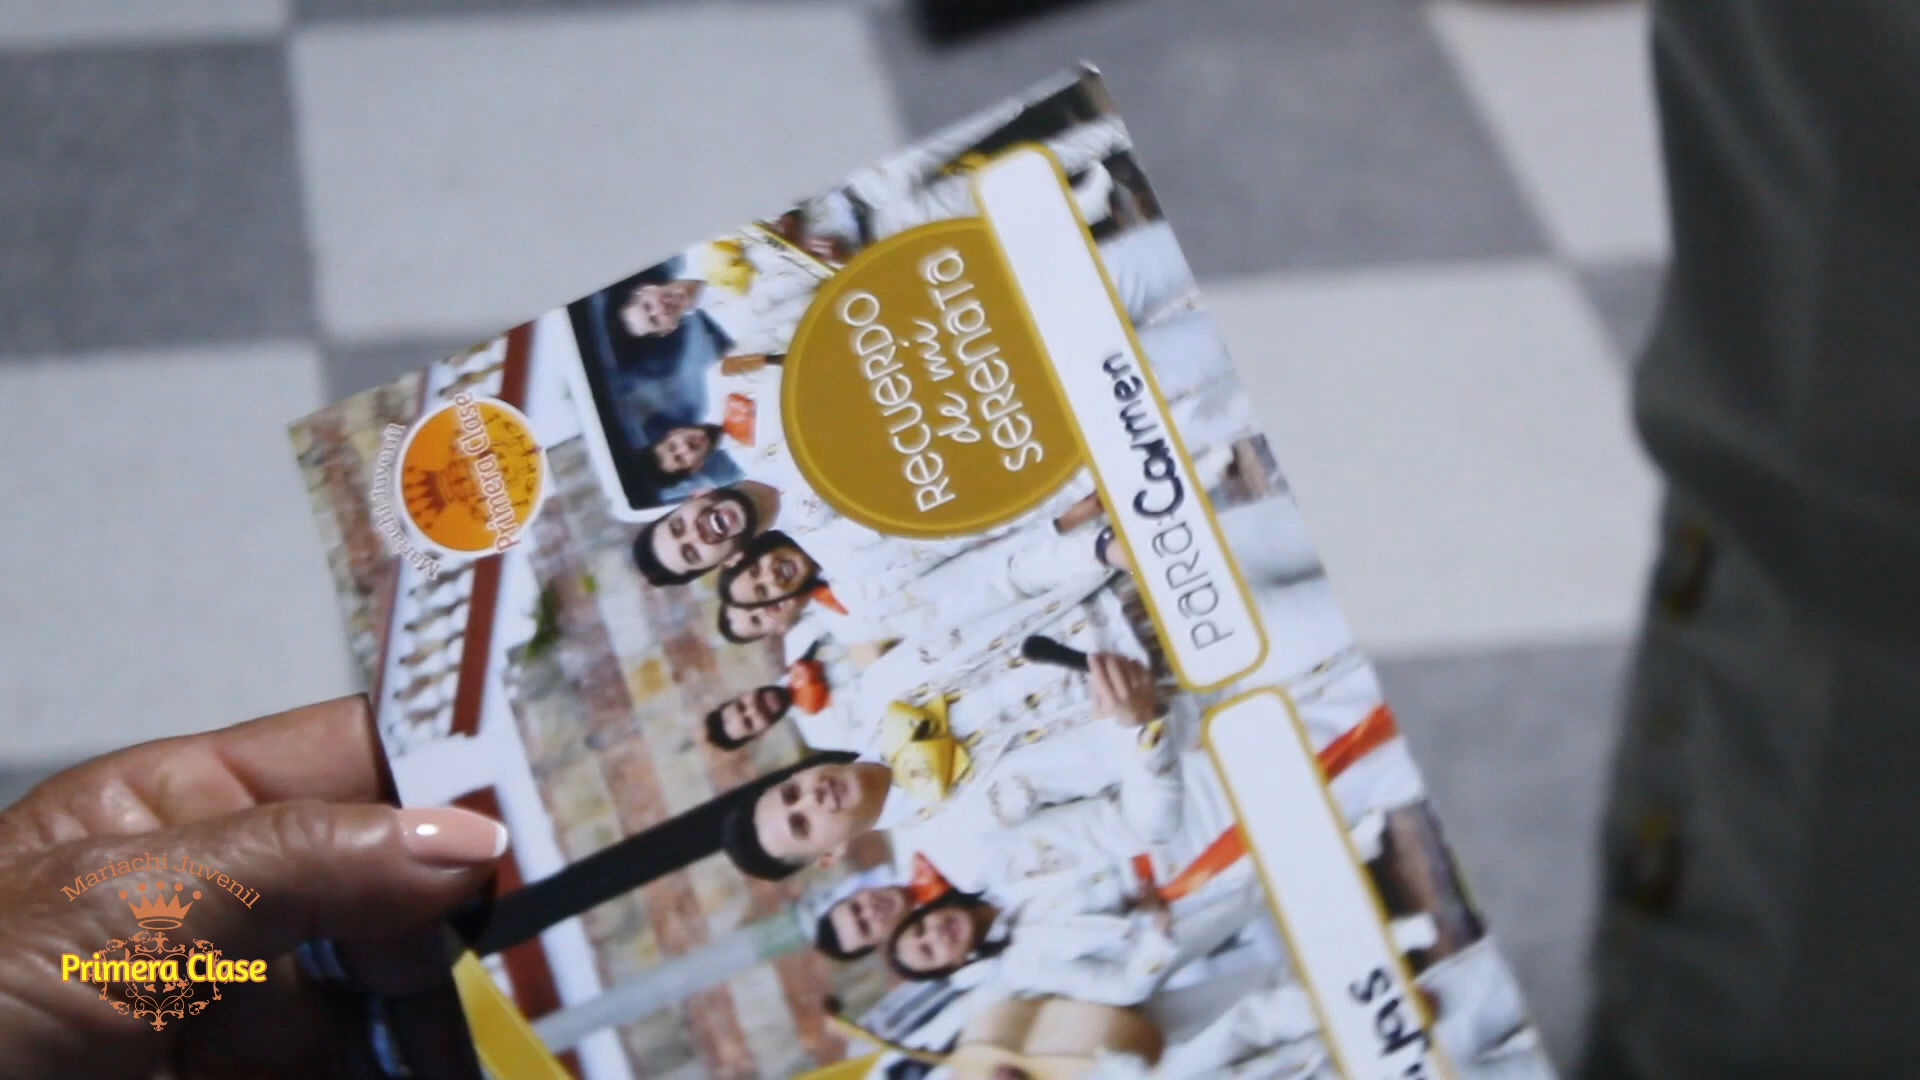 Mariachi Juvenil
Primera Clase
RECUERDO
de mi
SERENATA
PARA: Carmen
Mariachi Juvenil
Primera Clase